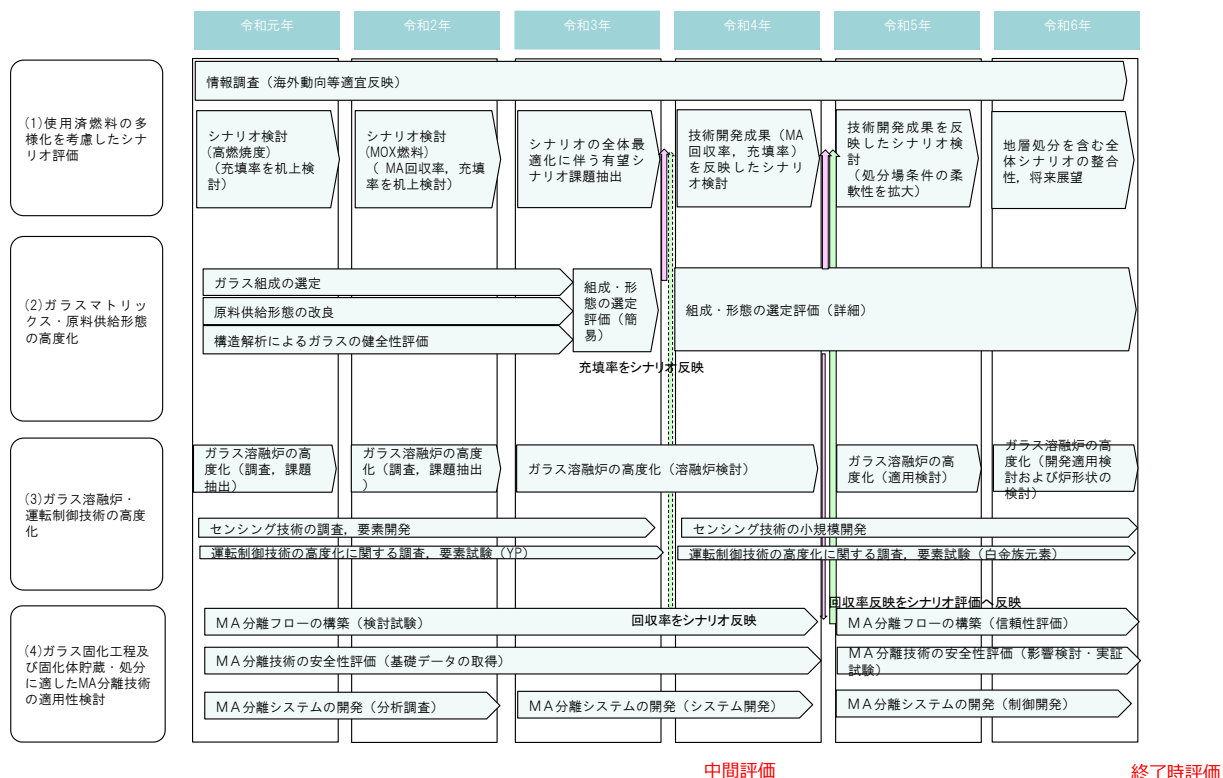 令和元年
令和2年
令和3年
令和4年
令和5年
令和6年
(1)使用済燃料の多
様化を考慮したシナ
リオ評価
情報調査（海外動向等適宜反映）
シナリオ検討
(高燃焼度)
（充填率を机上検
討）
シナリオ検討
(MOX燃料)
（ MA回収率，充填
率を机上検討）
シナリオの全体最
適化に伴う有望シ
ナリオ課題抽出
技術開発成果（MA
回収率，充填率）
を反映したシナリ
オ検討
技術開発成果を反
映したシナリオ検
討
（処分場条件の柔
軟性を拡大）
地層処分を含む全
体シナリオの整合
性，将来展望
(2)ガラスマトリッ
クス・原料供給形態
の高度化
ガラス組成の選定
原料供給形態の改良
構造解析によるガラスの健全性評価
組成・形
態の選定
評価（簡
易）
組成・形態の選定評価（詳細）
充填率をシナリオ反映
(3)ガラス溶融炉・
運転制御技術の高度
化
ガラス溶融炉の高
度化（調査，課題
抽出）
ガラス溶融炉の高度
化（調査，課題抽出
）
ガラス溶融炉の高度化（溶融炉検討）
ガラス溶融炉の高
度化（適用検討）
ガラス溶融炉の高
度化（開発適用検
討および炉形状の
検討）
センシング技術の調査，要素開発
センシング技術の小規模開発
運転制御技術の高度化に関する調査，要素試験（YP）
運転制御技術の高度化に関する調査，要素試験（白金族元素）
(4)ガラス固化工程及
び固化体貯蔵・処分
に適したMA分離技術
の適用性検討
回収率反映をシナリオ評価へ反映
ＭＡ分離フローの構築（検討試験）
回収率をシナリオ反映
ＭＡ分離フローの構築（信頼性評価）
ＭＡ分離技術の安全性評価（基礎データの取得）
ＭＡ分離技術の安全性評価（影響検討・実証
試験）
ＭＡ分離システムの開発（分析調査）
ＭＡ分離システムの開発（システム開発）
ＭＡ分離システムの開発（制御開発）
中間評価
終了時評価